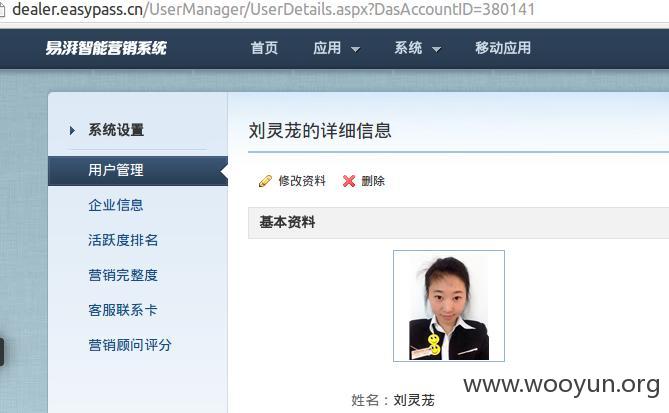 dealer.easypass.cn/UserManager/UserDetails.aspx?DasAccountID=380141
易湃智能营销系统 首页 应用 系统 移动应用
系统设置
用户管理
企业信息
活跃度排名
营销完整度
客服联系卡
营销顾问评分
刘灵茏的详细信息
修改资料 删除
基本资料
姓名：刘灵茏
www.wooyun.org